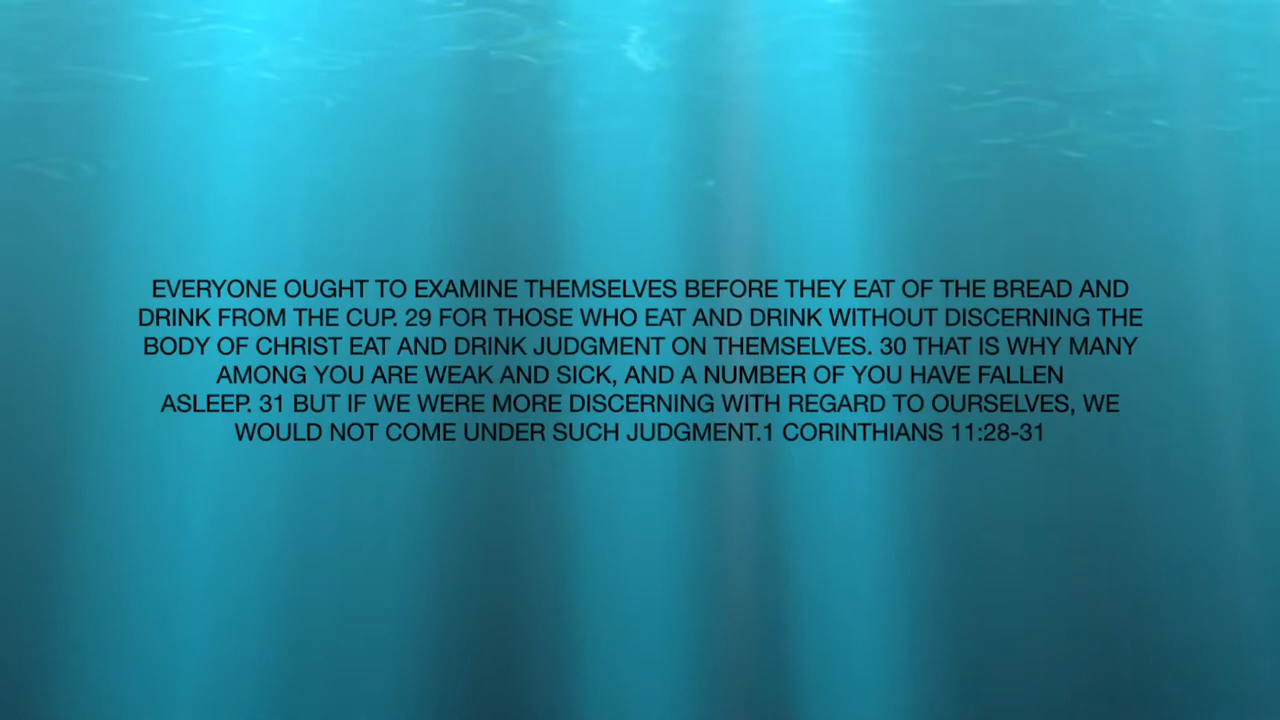 EVERYONE OUGHT TO EXAMINE THEMSELVES BEFORE THEY EAT OF THE BREAD AND
DRINK FROM THE CUP. 29 FOR THOSE WHO EAT AND DRINK WITHOUT DISCERNING THE
BODY OF CHRIST EAT AND DRINK JUDGMENT ON THEMSELVES. 30 THAT IS WHY MANY
AMONG YOU ARE WEAK AND SICK, AND A NUMBER OF YOU HAVE FALLEN
ASLEEP. 31 BUT IF WE WERE MORE DISCERNING WITH REGARD TO OURSELVES, WE
WOULD NOT COME UNDER SUCH JUDGMENT.1 CORINTHIANS 11:28-31